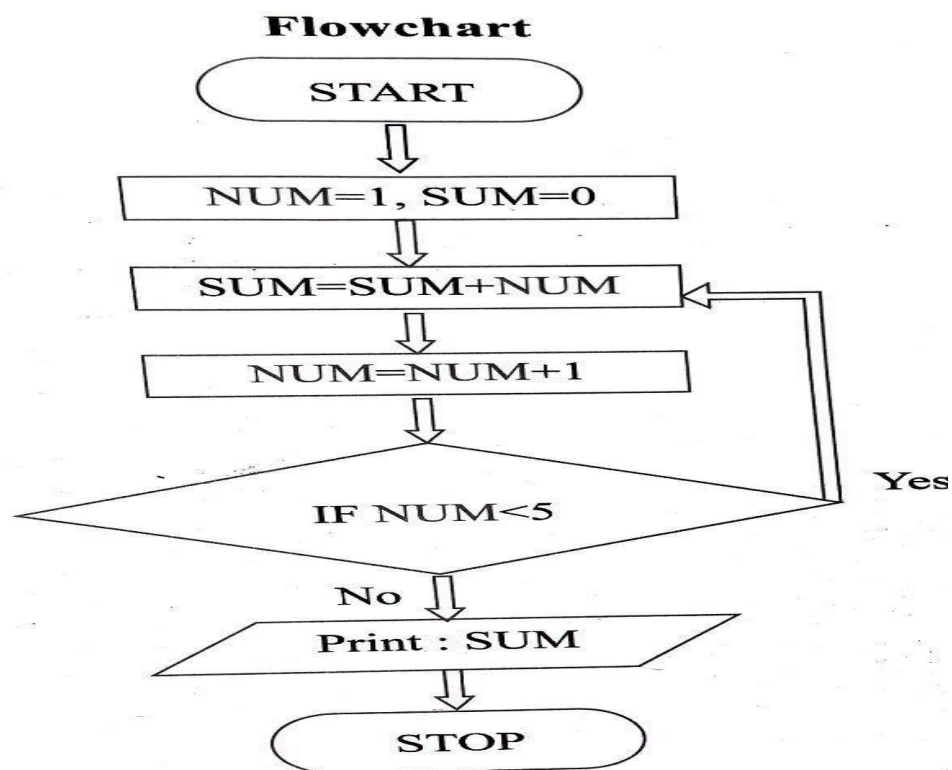 Flowchart
START
NUM=1, SUM=0
SUM=SUM+NUM
NUM=NUM+1
IF NUM<5
Yes
No
Print : SUM
STOP